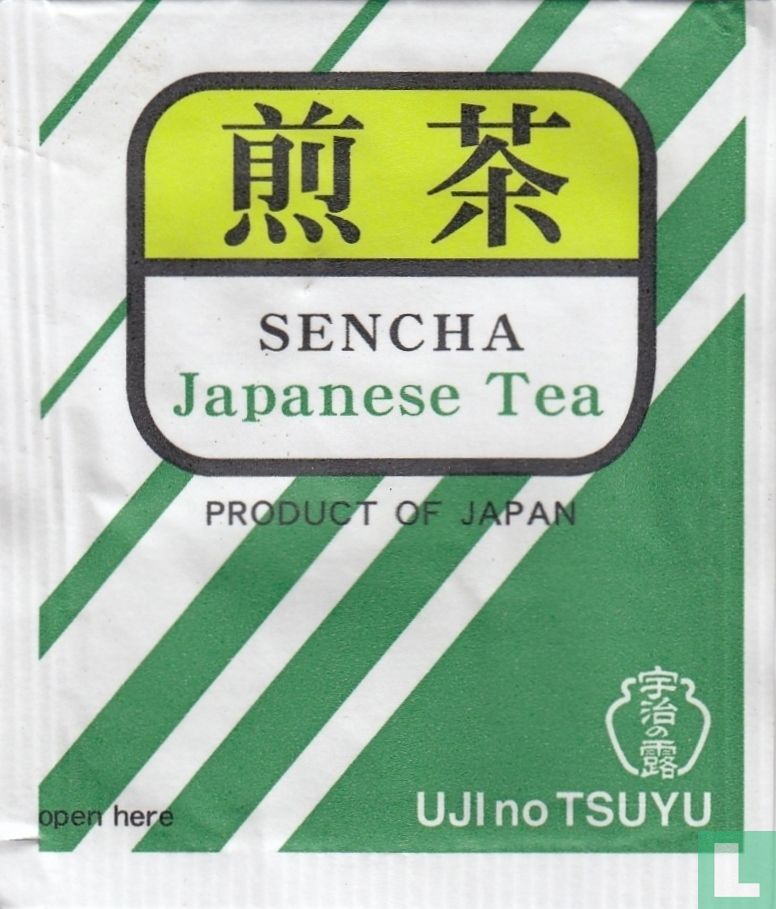 煎茶
SENCHA
Japanese Tea
PRODUCT OF JAPAN
宇治の露
open here
UJI no TSUYU
L